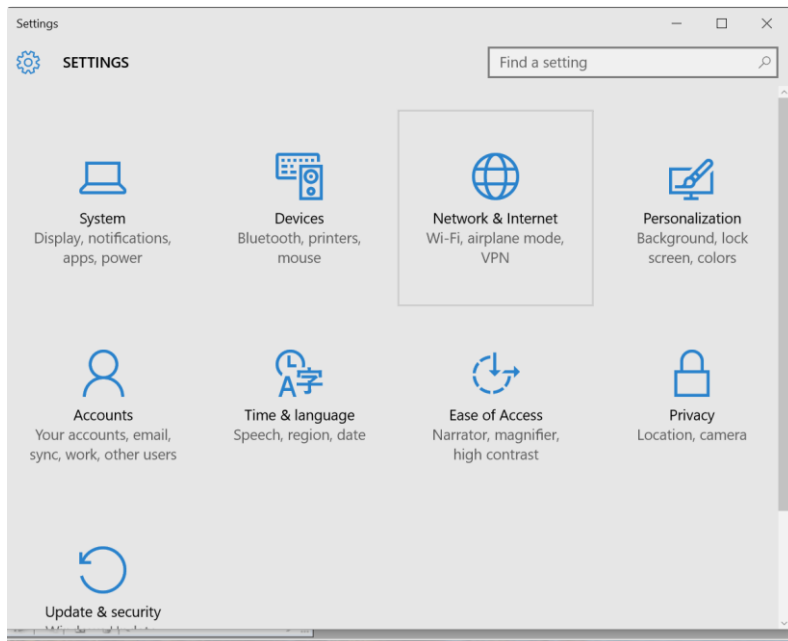 Settings
SETTINGS
Find a setting
System
Display, notifications,
apps, power
Devices
Bluetooth, printers,
mouse
Network & Internet
Wi-Fi, airplane mode,
VPN
Personalization
Background, lock
screen, colors
Accounts
Your accounts, email,
sync, work, other users
Time & language
Speech, region, date
A字
Ease of Access
Narrator, magnifier,
high contrast
Privacy
Location, camera
Update & security